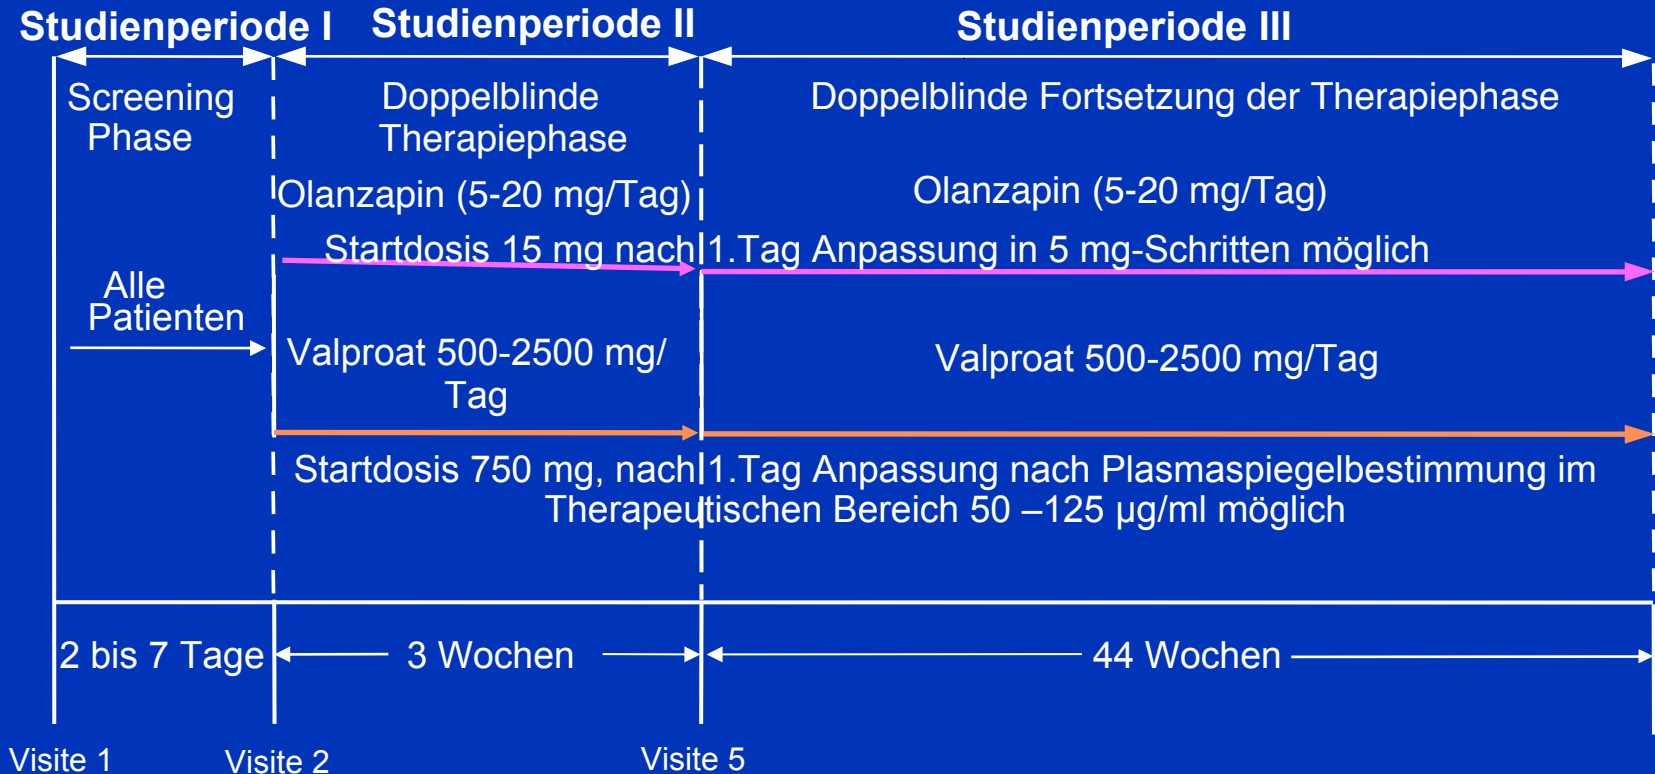 Studienperiode I
Studienperiode II
Studienperiode III
Screening
Phase
Doppelblinde
Therapiephase
Doppelblinde Fortsetzung der Therapiephase
Olanzapin (5-20 mg/Tag)
Olanzapin (5-20 mg/Tag)
Startdosis 15 mg nach 1.Tag Anpassung in 5 mg-Schritten möglich
Alle
Patienten
Valproat 500-2500 mg/
Tag
Valproat 500-2500 mg/Tag
Startdosis 750 mg, nach 1.Tag Anpassung nach Plasmaspiegelbestimmung im
Therapeutischen Bereich 50 –125 µg/ml möglich
2 bis 7 Tage
3 Wochen
44 Wochen
Visite 1
Visite 2
Visite 5